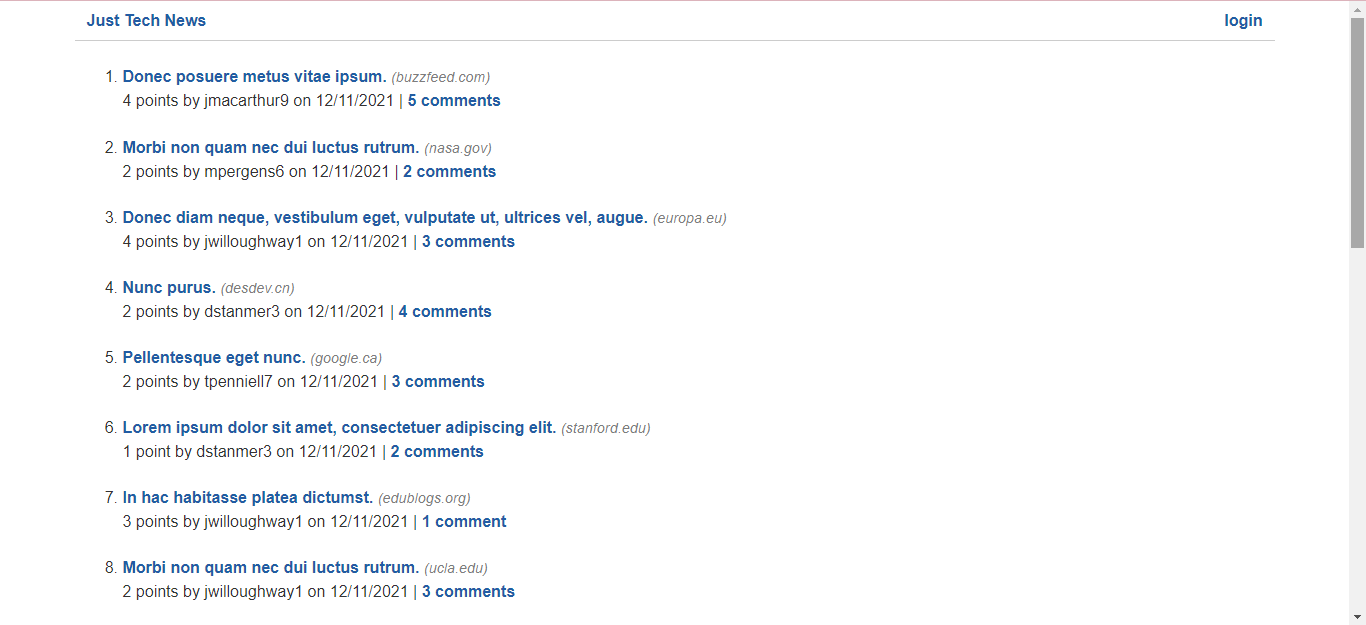 Just Tech News login
1. Donec posuere metus vitae ipsum. (buzzfeed.com)
4 points by jmacarthur9 on 12/11/2021 | 5 comments
2. Morbi non quam nec dui luctus rutrum. (nasa.gov)
2 points by mpergens6 on 12/11/2021 | 2 comments
3. Donec diam neque, vestibulum eget, vulputate ut, ultrices vel, augue. (europa.eu)
4 points by jwilloughway1 on 12/11/2021 | 3 comments
4. Nunc purus. (desdev.cn)
2 points by dstanmer3 on 12/11/2021 | 4 comments
5. Pellentesque eget nunc. (google.ca)
2 points by tpenniell7 on 12/11/2021 | 3 comments
6. Lorem ipsum dolor sit amet, consectetuer adipiscing elit. (stanford.edu)
1 point by dstanmer3 on 12/11/2021 | 2 comments
7. In hac habitasse platea dictumst. (edublogs.org)
3 points by jwilloughway1 on 12/11/2021 | 1 comment
8. Morbi non quam nec dui luctus rutrum. (ucla.edu)
2 points by jwilloughway1 on 12/11/2021 | 3 comments